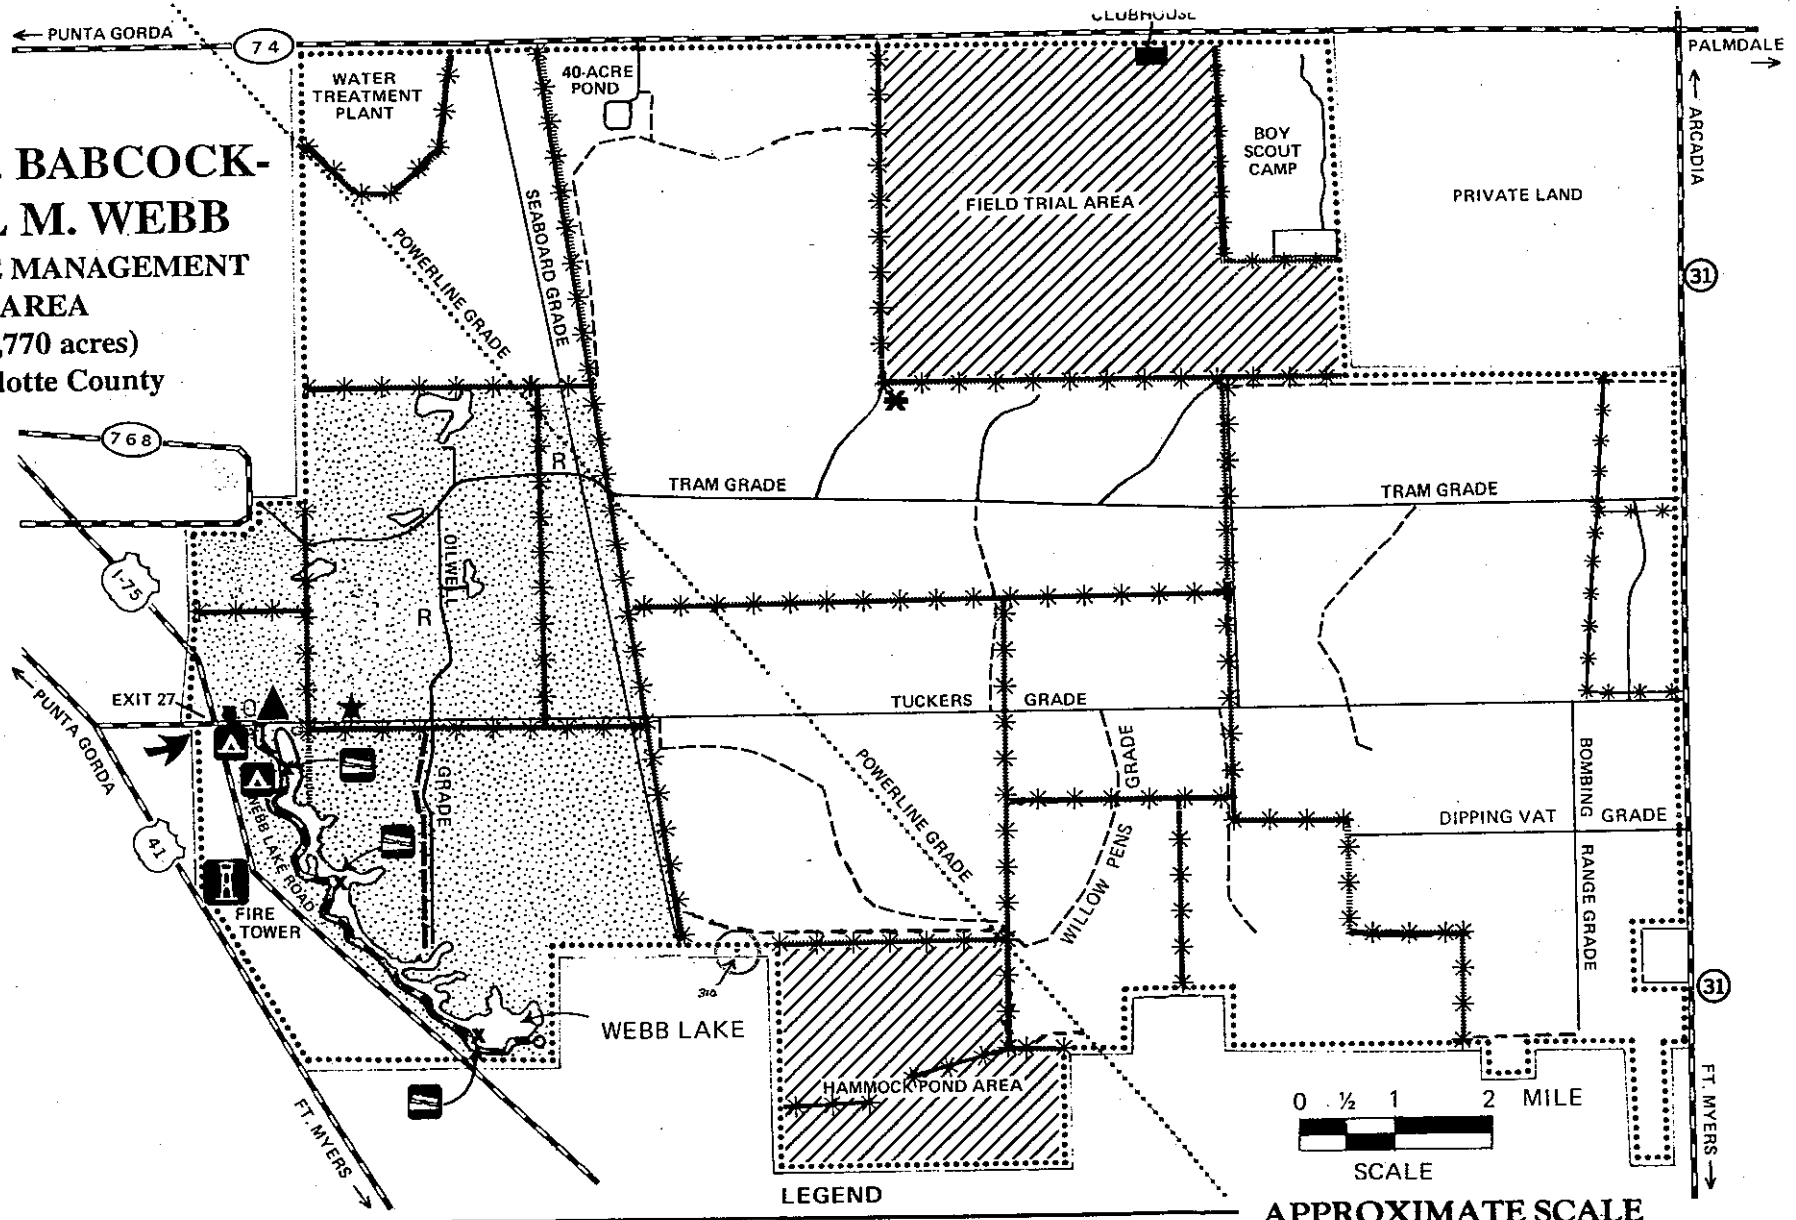 CLUBHOUSE
← PUNTA GORDA
74
PALMDALE →
WATER
TREATMENT
PLANT
40-ACRE
POND
← ARCADIA
BABCOCK-
M. WEBB
MANAGEMENT
AREA
,770 acres)
lotte County
BOY
SCOUT
CAMP
FIELD TRIAL AREA
PRIVATE LAND
SEABOARD GRADE
POWERLINE GRADE
31
768
R
TRAM GRADE
TRAM GRADE
I-75
OILWELL
R
EXIT 27
← PUNTA GORDA
TUCKERS GRADE
GRADE
WILLOW PENS GRADE
POWERLINE GRADE
BOMBING RANGE GRADE
DIPPING VAT GRADE
41
WEBB LAKE ROAD
FIRE
TOWER
X
31
WEBB LAKE
X
HAMMOCK POND AREA
FT. MYERS →
FT. MYERS →
0 ½ 1 2 MILE
SCALE
LEGEND
APPROXIMATE SCALE